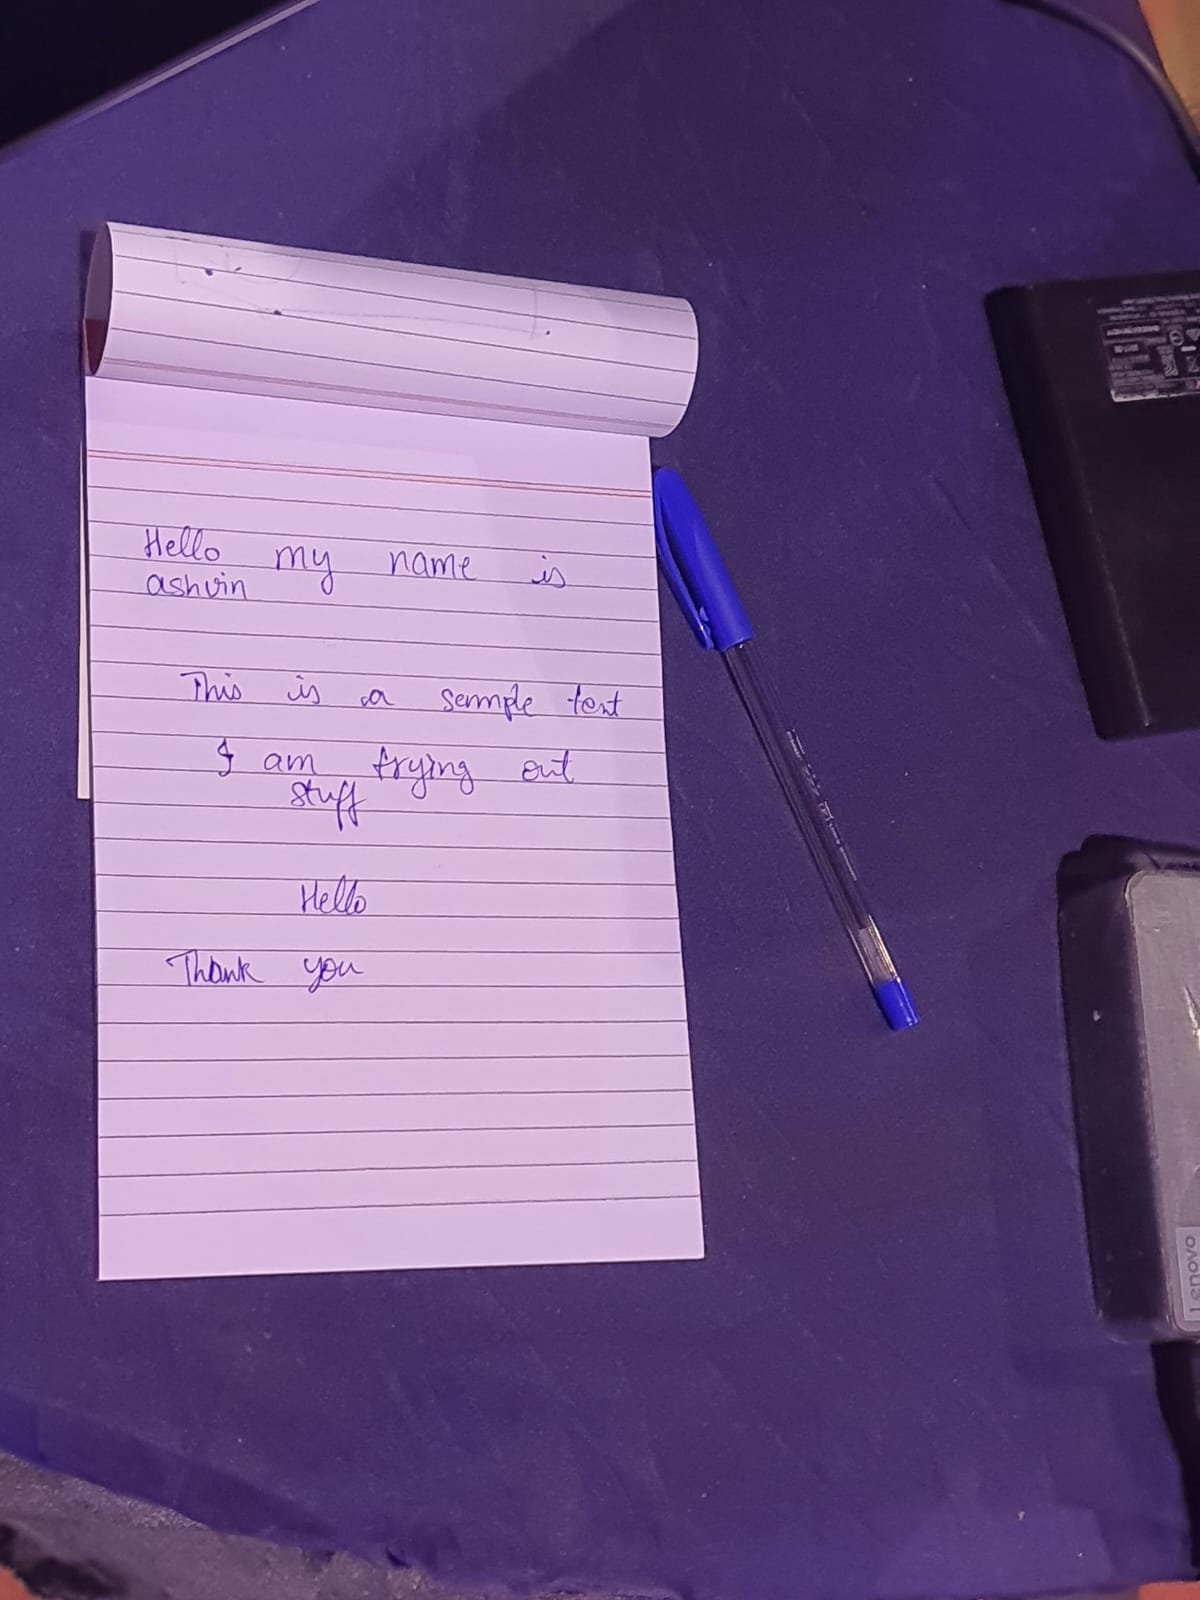 Hello my name is
ashvin
This is a semple text
I am trying out
stuff
Hello
Thank you
Lenovo